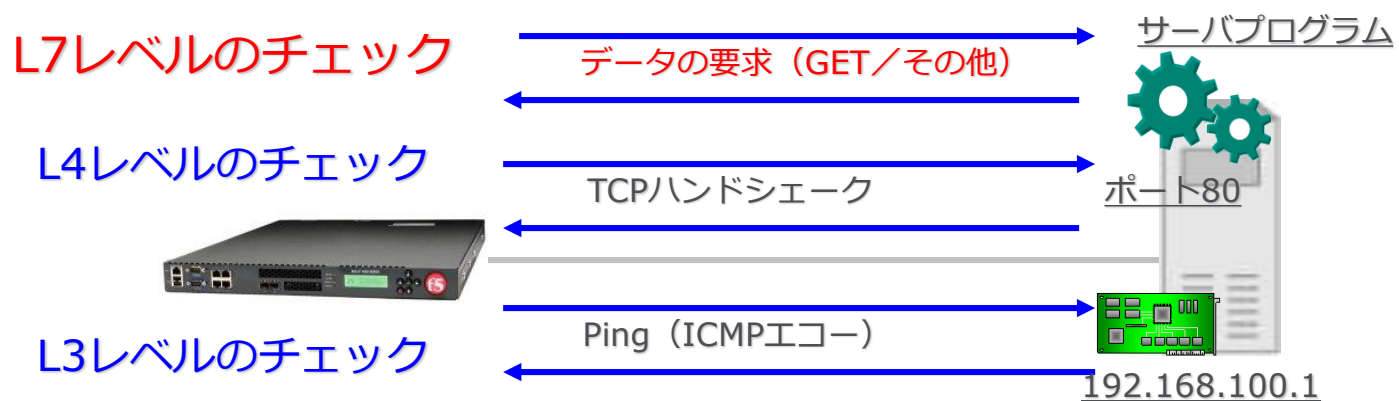 サーバプログラム
L7レベルのチェック
データの要求（GET／その他）
L4レベルのチェック
TCPハンドシェーク
ポート80
f5
Ping（ICMPエコー）
L3レベルのチェック
192.168.100.1